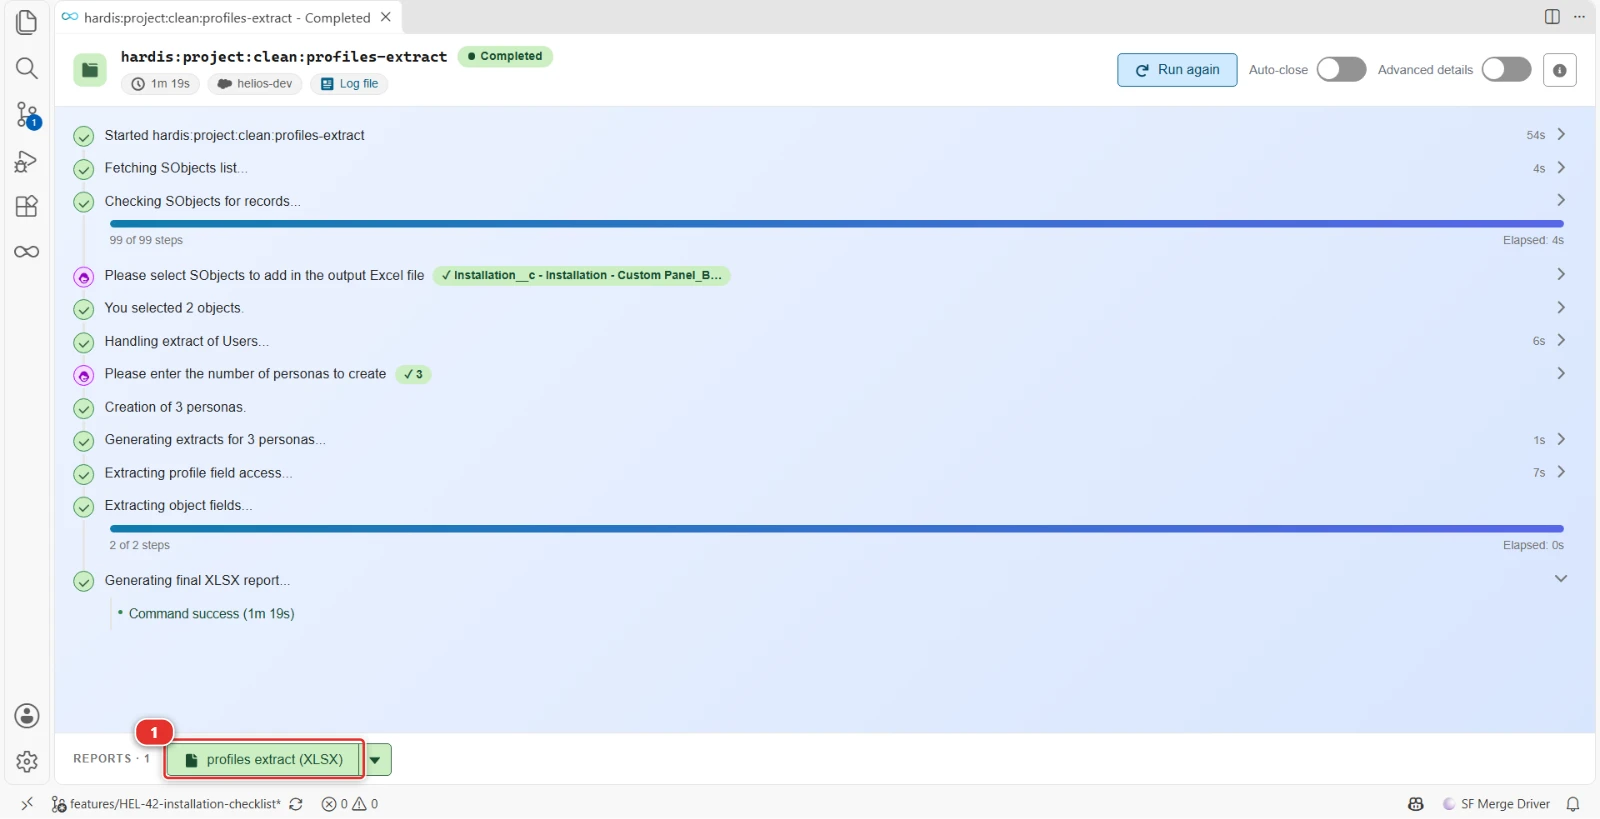 hardis:project:clean:profiles-extract - Completed
hardis:project:clean:profiles-extract
Completed
1m 19s
helios-dev
Log file
Run again
Auto-close
Advanced details
1
Started hardis:project:clean:profiles-extract
54s
Fetching SObjects list...
4s
Checking SObjects for records...
99 of 99 steps
Elapsed: 4s
Please select SObjects to add in the output Excel file
✓ Installation__c - Installation - Custom Panel_B...
You selected 2 objects.
Handling extract of Users...
6s
Please enter the number of personas to create
✓ 3
Creation of 3 personas.
Generating extracts for 3 personas...
1s
Extracting profile field access...
7s
Extracting object fields...
2 of 2 steps
Elapsed: 0s
Generating final XLSX report...
• Command success (1m 19s)
1
REPORTS · 1
profiles extract (XLSX)
features/HEL-42-installation-checklist*
0
0
SF Merge Driver